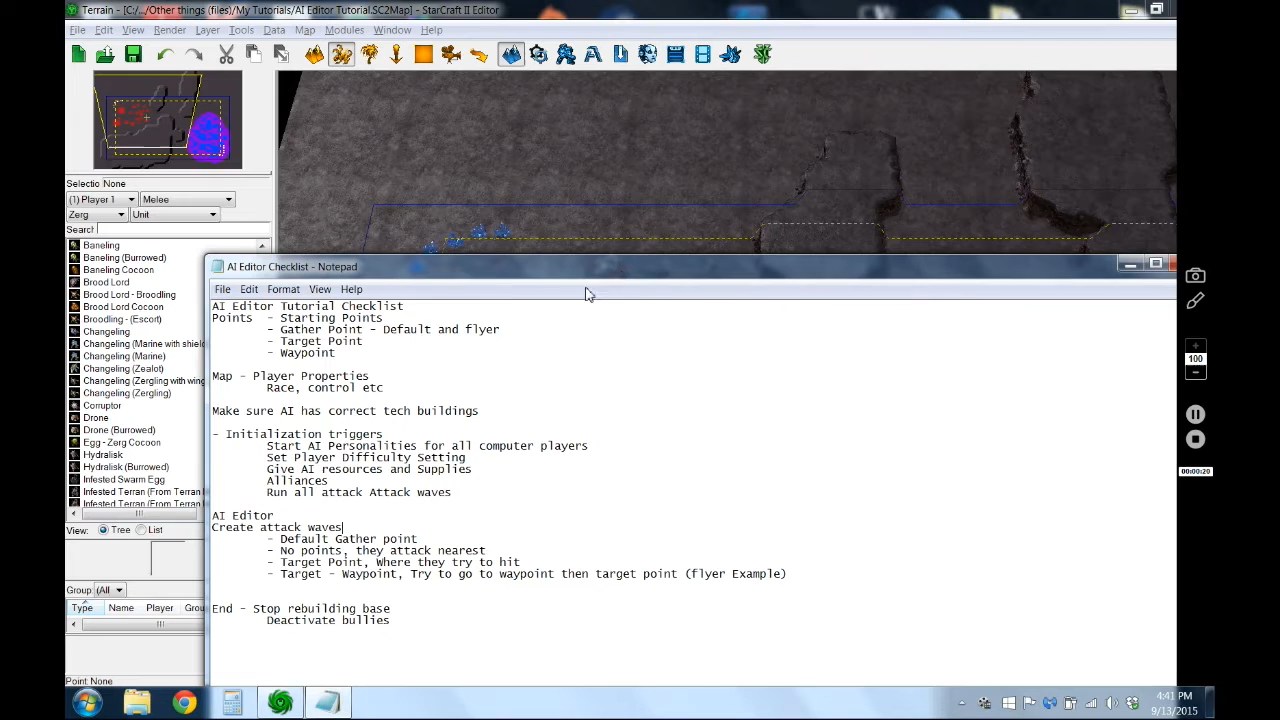 Terrain - [C:/.../Other things (files)/My Tutorials/AI Editor Tutorial.SC2Map] - StarCraft II Editor
File Edit View Render Layer Tools Data Map Modules Window Help
Selectio None
(1) Player 1 Melee
Zerg Unit
Search
Baneling
Baneling (Burrowed)
Baneling Cocoon
Brood Lord
Brood Lord - Broodling
Brood Lord Cocoon
Broodling - (Escort)
Changeling
Changeling (Marine with shield
Changeling (Marine)
Changeling (Zealot)
Changeling (Zergling with wing
Changeling (Zergling)
Corruptor
Drone
Drone (Burrowed)
Egg - Zerg Cocoon
Hydralisk
Hydralisk (Burrowed)
Infested Swarm Egg
Infested Terran (From Terran
Infested Terran (From Terran
View: Tree List
Group: (All
Type Name Player Grou
Point None
AI Editor Checklist - Notepad
File Edit Format View Help
AI Editor Tutorial Checklist
Points - Starting Points
- Gather Point - Default and flyer
- Target Point
- Waypoint
Map - Player Properties
Race, control etc
Make sure AI has correct tech buildings
- Initialization triggers
Start AI Personalities for all computer players
Set Player Difficulty Setting
Give AI resources and Supplies
Alliances
Run all attack Attack waves
AI Editor
Create attack waves
- Default Gather point
- No points, they attack nearest
- Target Point, Where they try to hit
- Target - Waypoint, Try to go to waypoint then target point (flyer Example)
End - Stop rebuilding base
Deactivate bullies
100
00:00:20
4:41 PM
9/13/2015